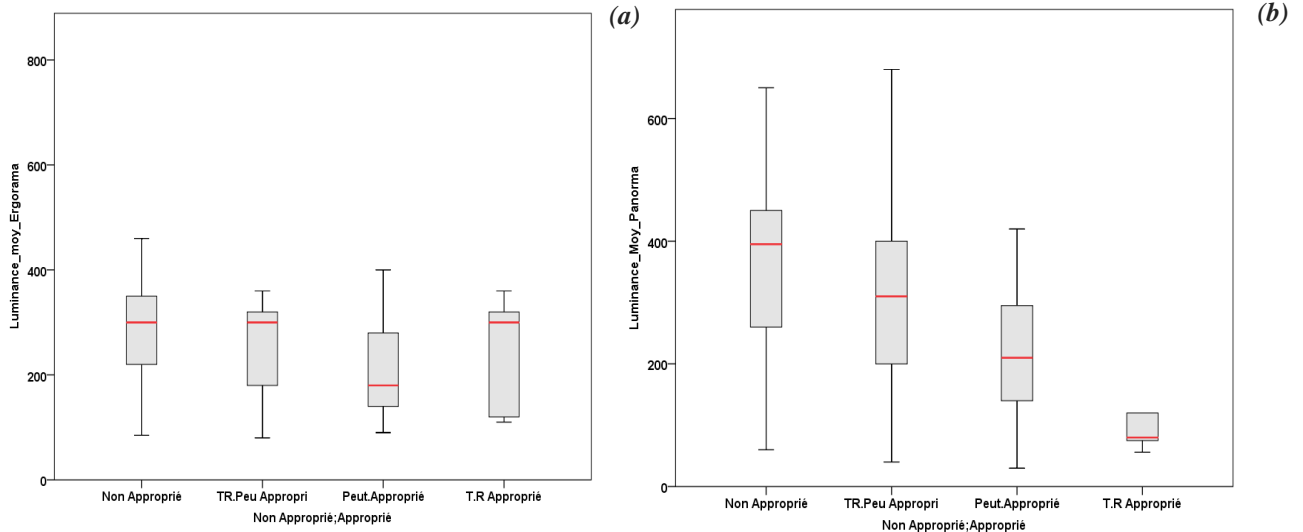 (a)
Luminance_moy_Ergorama
800
600
400
200
0
Non Approprié
TR.Peu Appropri
Peut.Approprié
T.R Approprié
Non Approprié;Approprié
(b)
Luminance_Moy_Panorma
600
400
200
0
Non Approprié
TR.Peu Appropri
Peut.Approprié
T.R Approprié
Non Approprié;Approprié